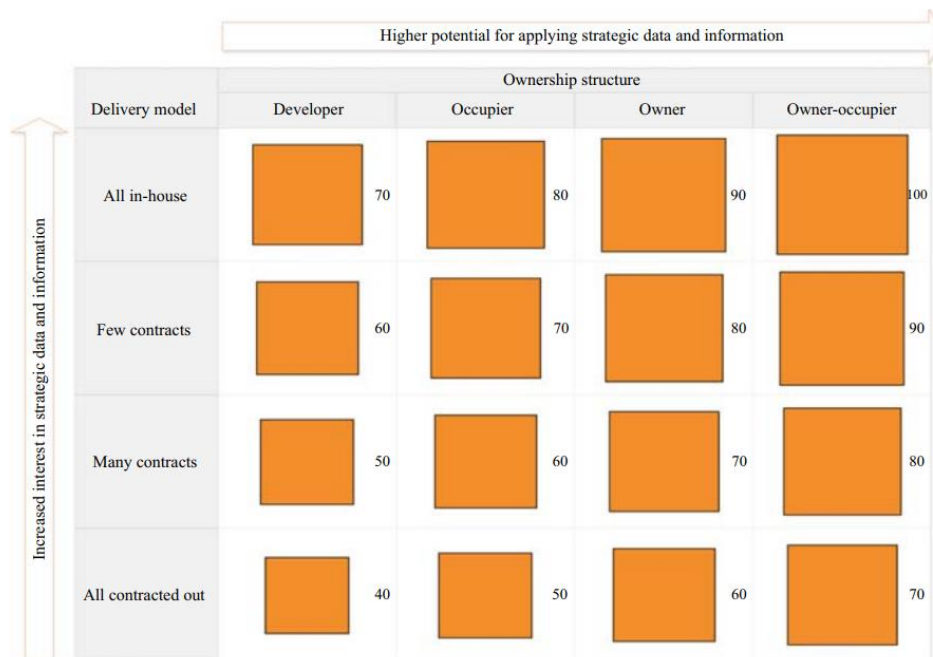 Higher potential for applying strategic data and information
Ownership structure
Delivery model Developer Occupier Owner Owner-occupier
All in-house 70 80 90 100
Few contracts 60 70 80 90
Many contracts 50 60 70 80
All contracted out 40 50 60 70
Increased interest in strategic data and information